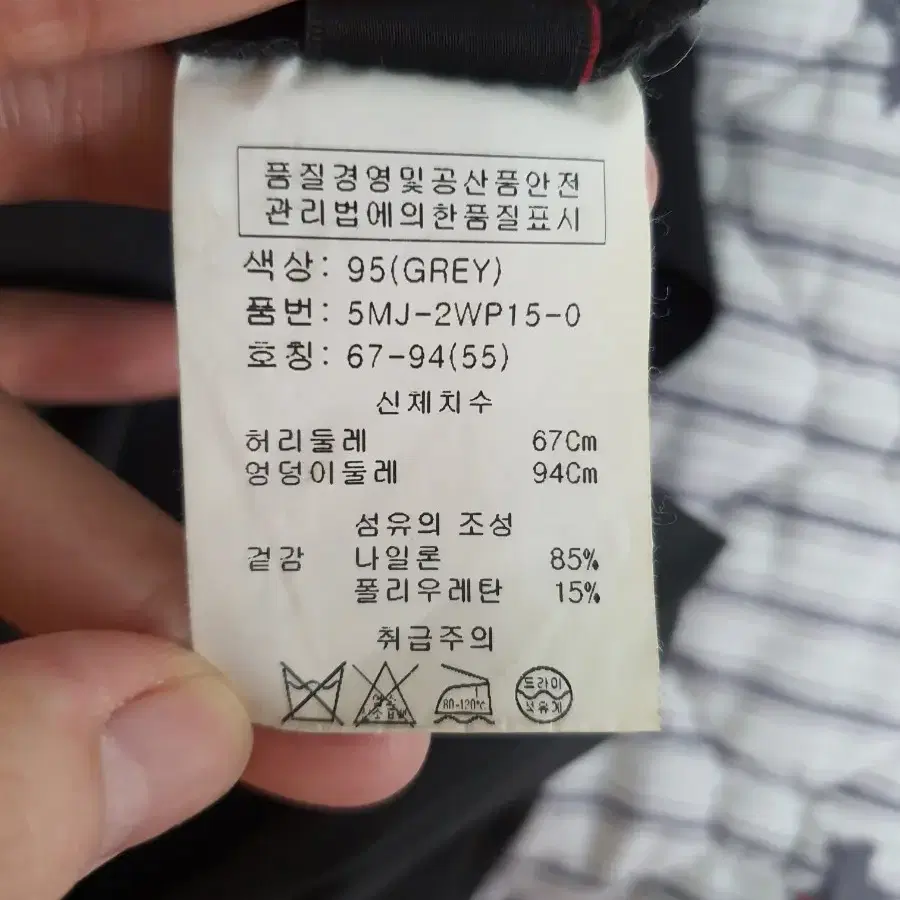 품질경영및공산품안전
관리법에의한품질표시
색상: 95(GREY)
품번: 5MJ-2WP15-0
호칭: 67-94(55)
신체치수
허리둘레 67Cm
엉덩이둘레 94Cm
섬유의 조성
겉감 나일론 85%
폴리우레탄 15%
취급주의
80-120℃
드라이